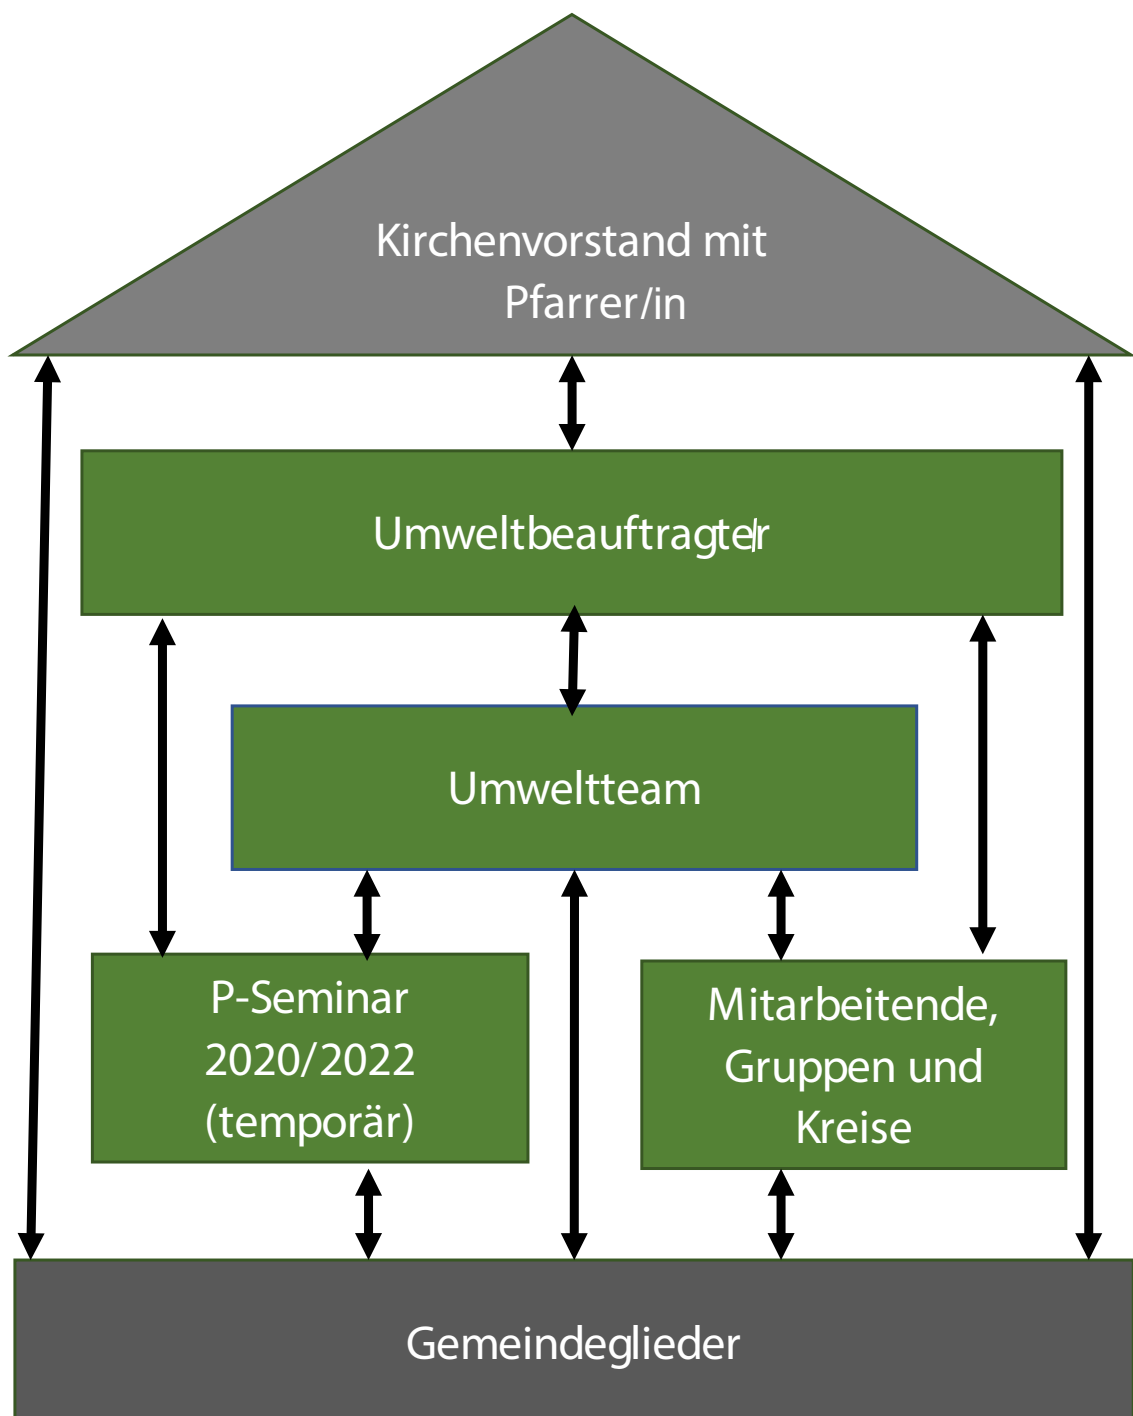 Kirchenvorstand mit
Pfarrer/in
Umweltbeauftragte/r
Umweltteam
P-Seminar
2020/2022
(temporär)
Mitarbeitende,
Gruppen und
Kreise
Gemeindeglieder